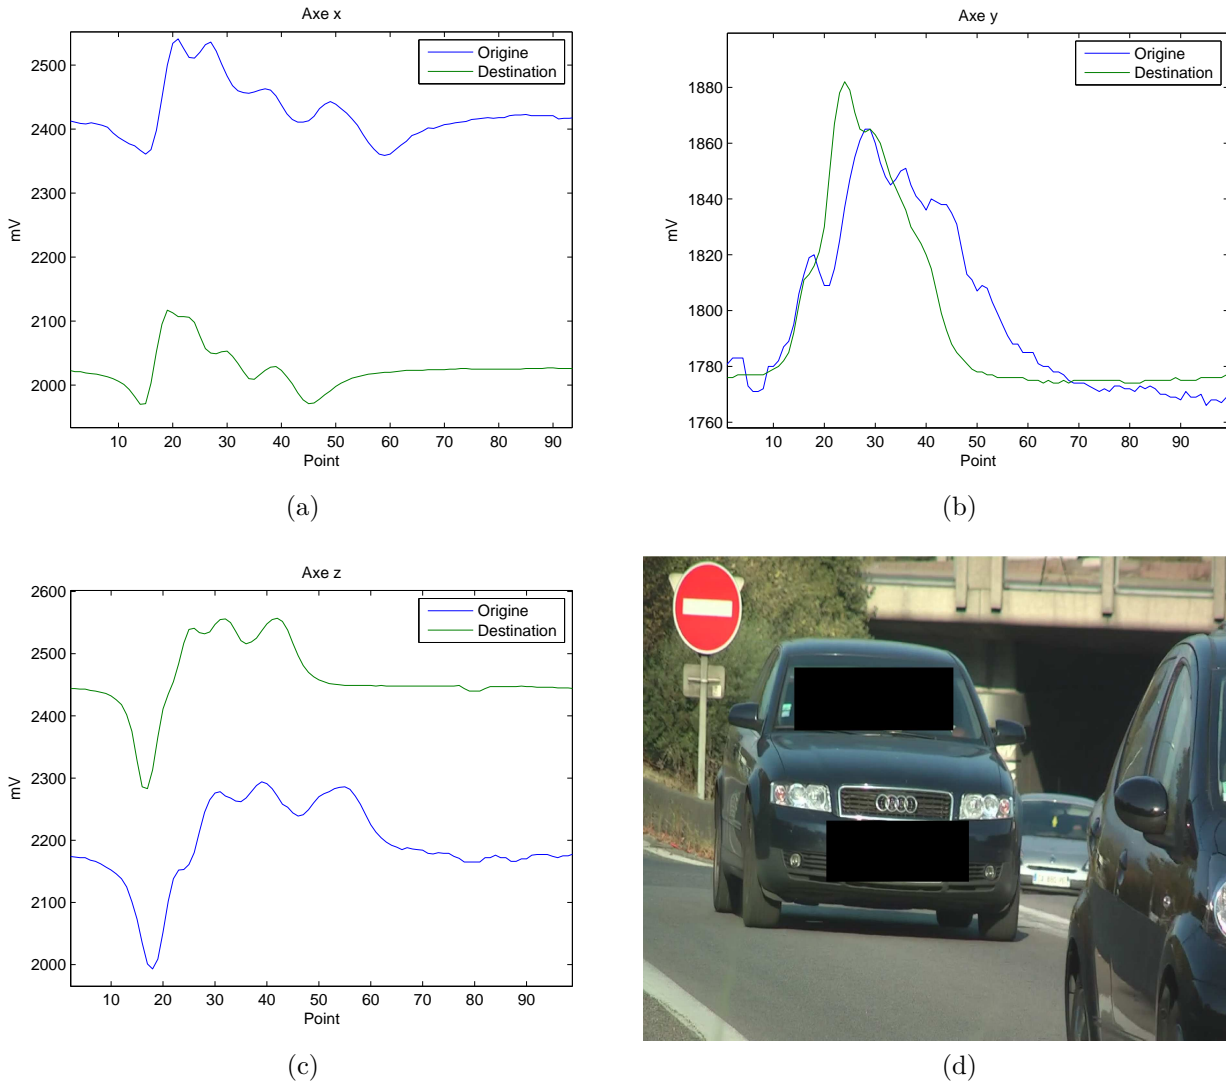 Axe x
2500
2400
2300
2200
2100
2000
mV
10 20 30 40 50 60 70 80 90
Point
Origine
Destination
(a)
Axe y
1880
1860
1840
1820
1800
1780
1760
mV
10 20 30 40 50 60 70 80 90
Point
Origine
Destination
(b)
Axe z
2600
2500
2400
2300
2200
2100
2000
mV
10 20 30 40 50 60 70 80 90
Point
Origine
Destination
(c)
(d)